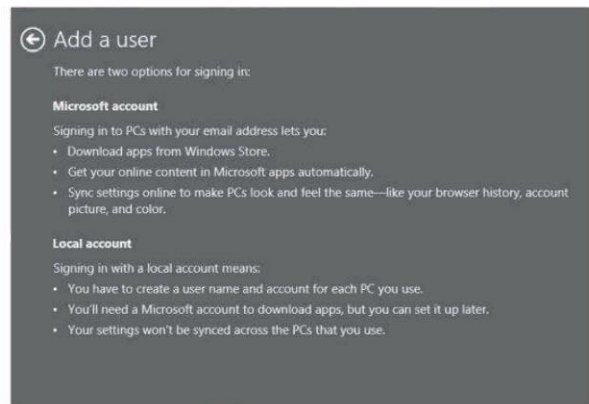 Add a user
There are two options for signing in:
Microsoft account
Signing in to PCs with your email address lets you:
• Download apps from Windows Store.
• Get your online content in Microsoft apps automatically.
• Sync settings online to make PCs look and feel the same—like your browser history, account
picture, and color.
Local account
Signing in with a local account means:
• You have to create a user name and account for each PC you use.
• You'll need a Microsoft account to download apps, but you can set it up later.
• Your settings won't be synced across the PCs that you use.